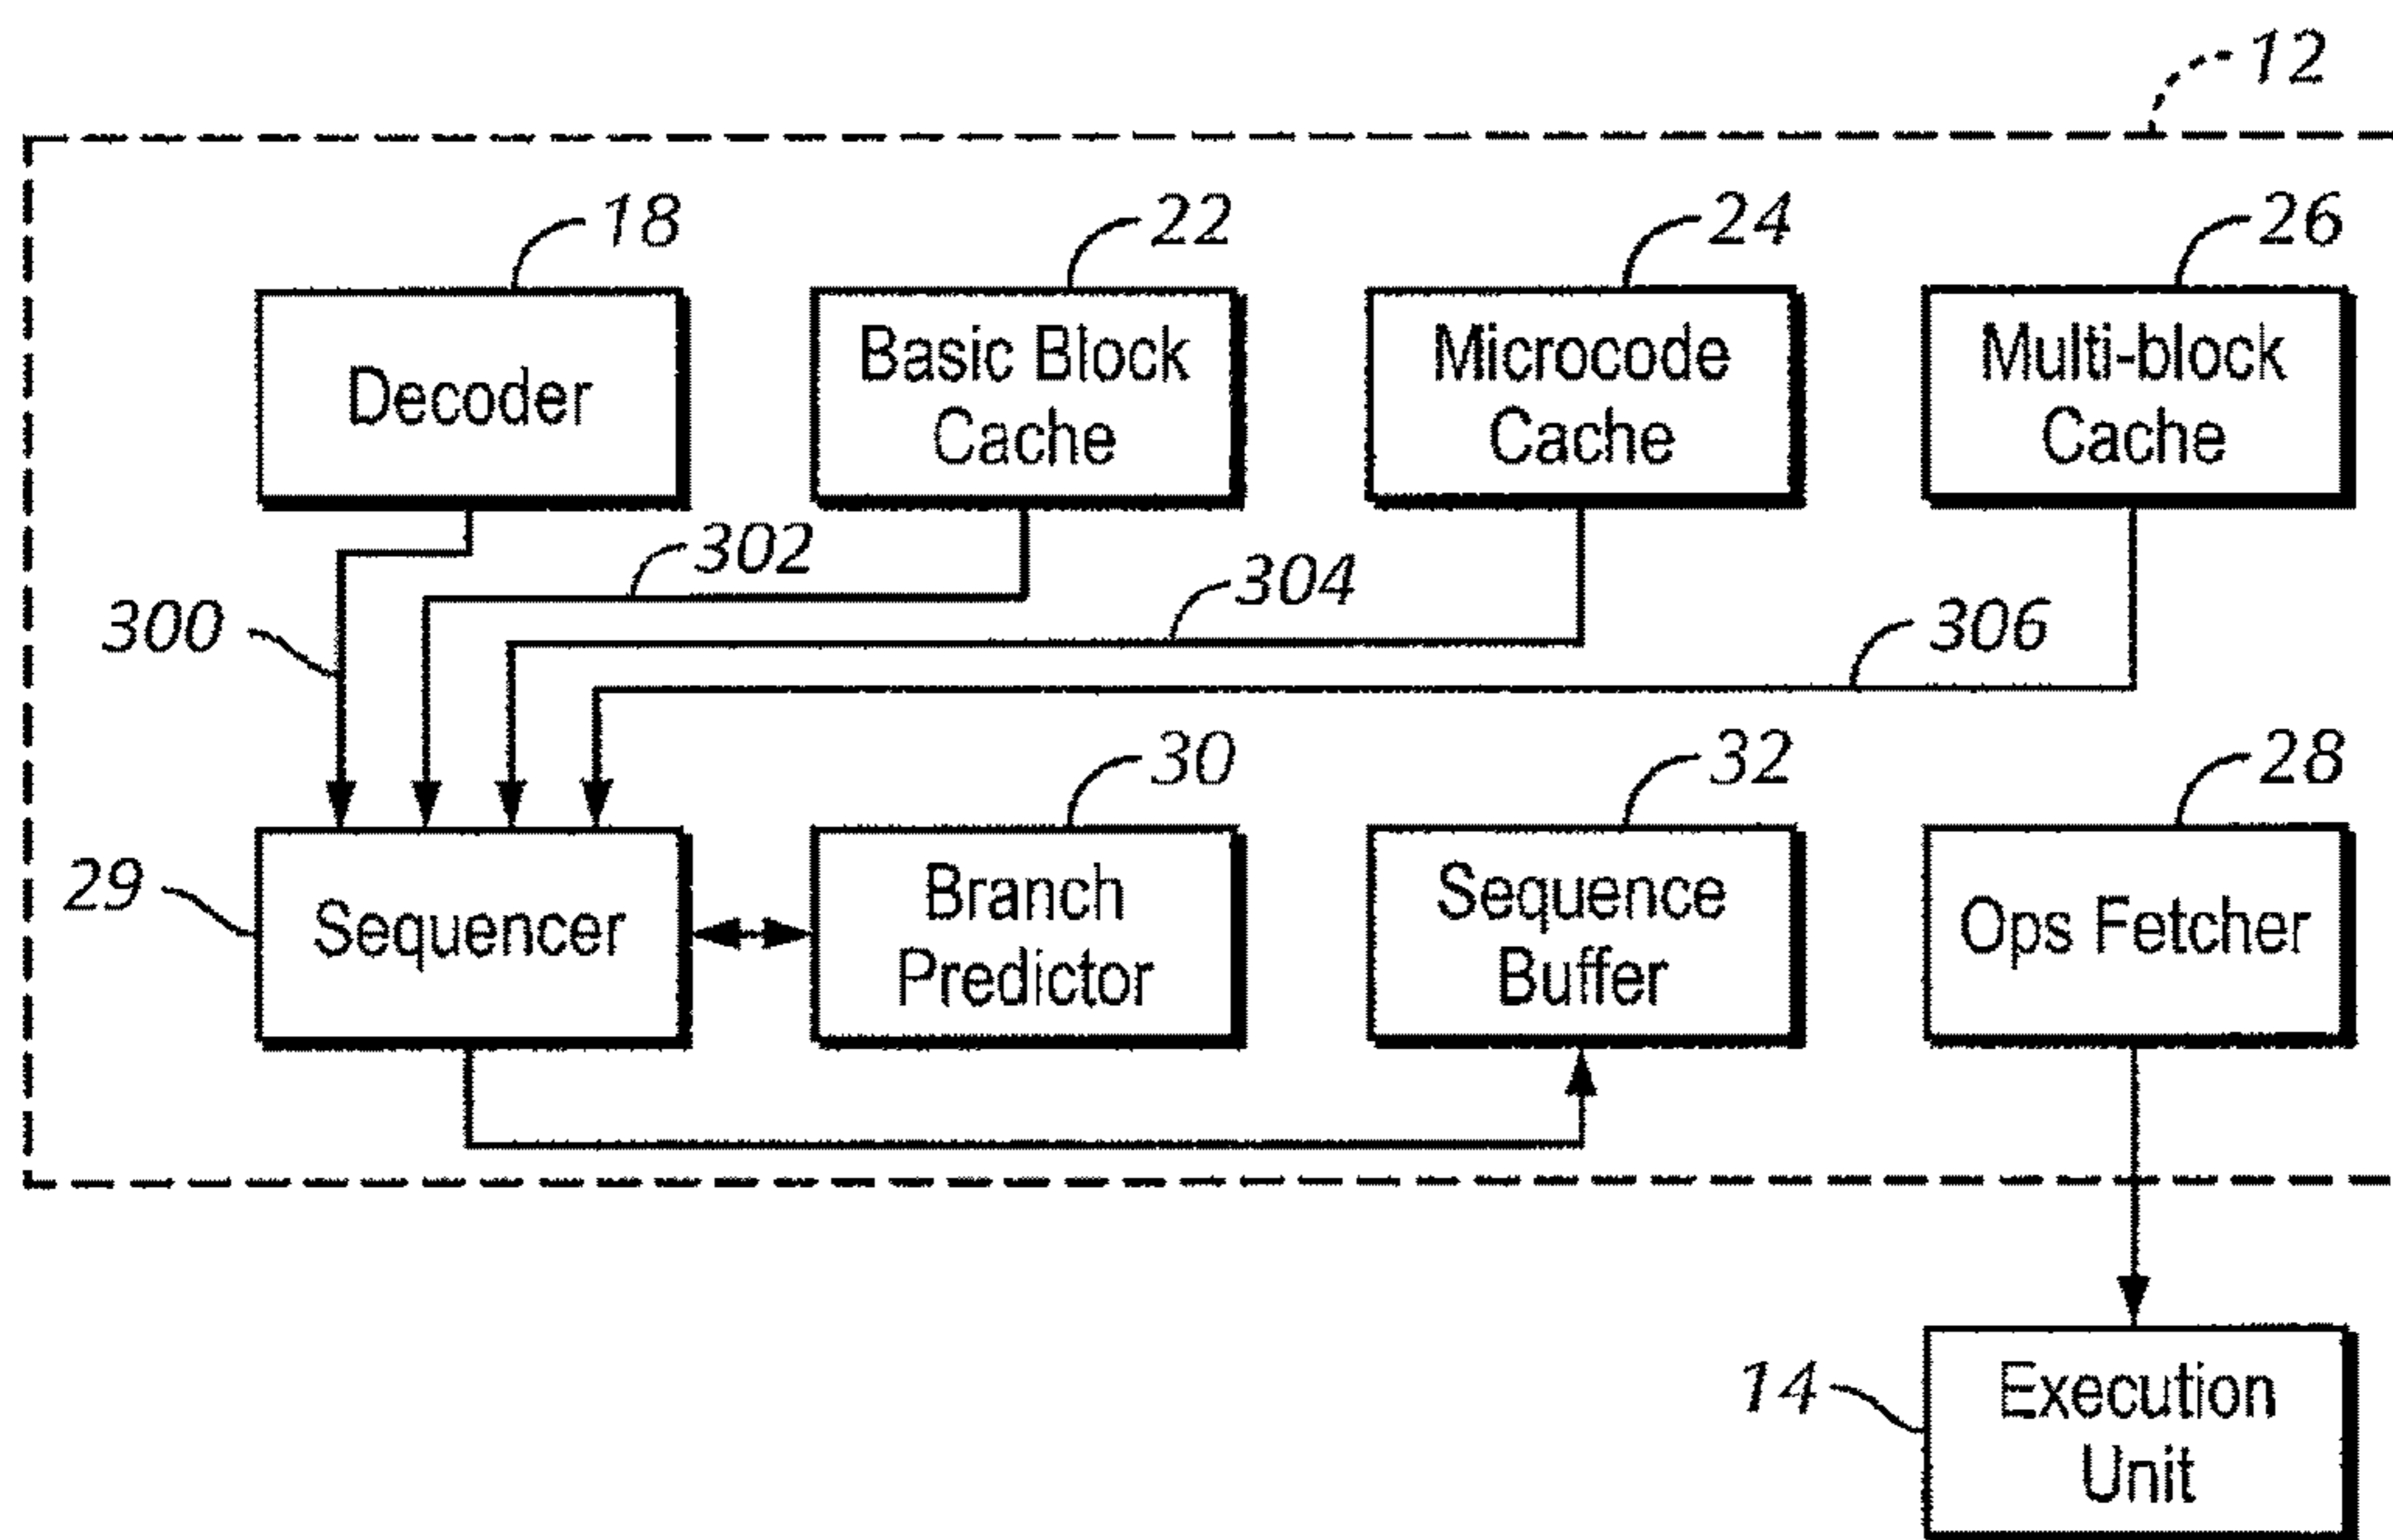 12
18
22
24
26
Decoder
Basic Block
Cache
Microcode
Cache
Multi-block
Cache
300
302
304
306
29
30
32
28
Sequencer
Branch
Predictor
Sequence
Buffer
Ops Fetcher
14
Execution
Unit